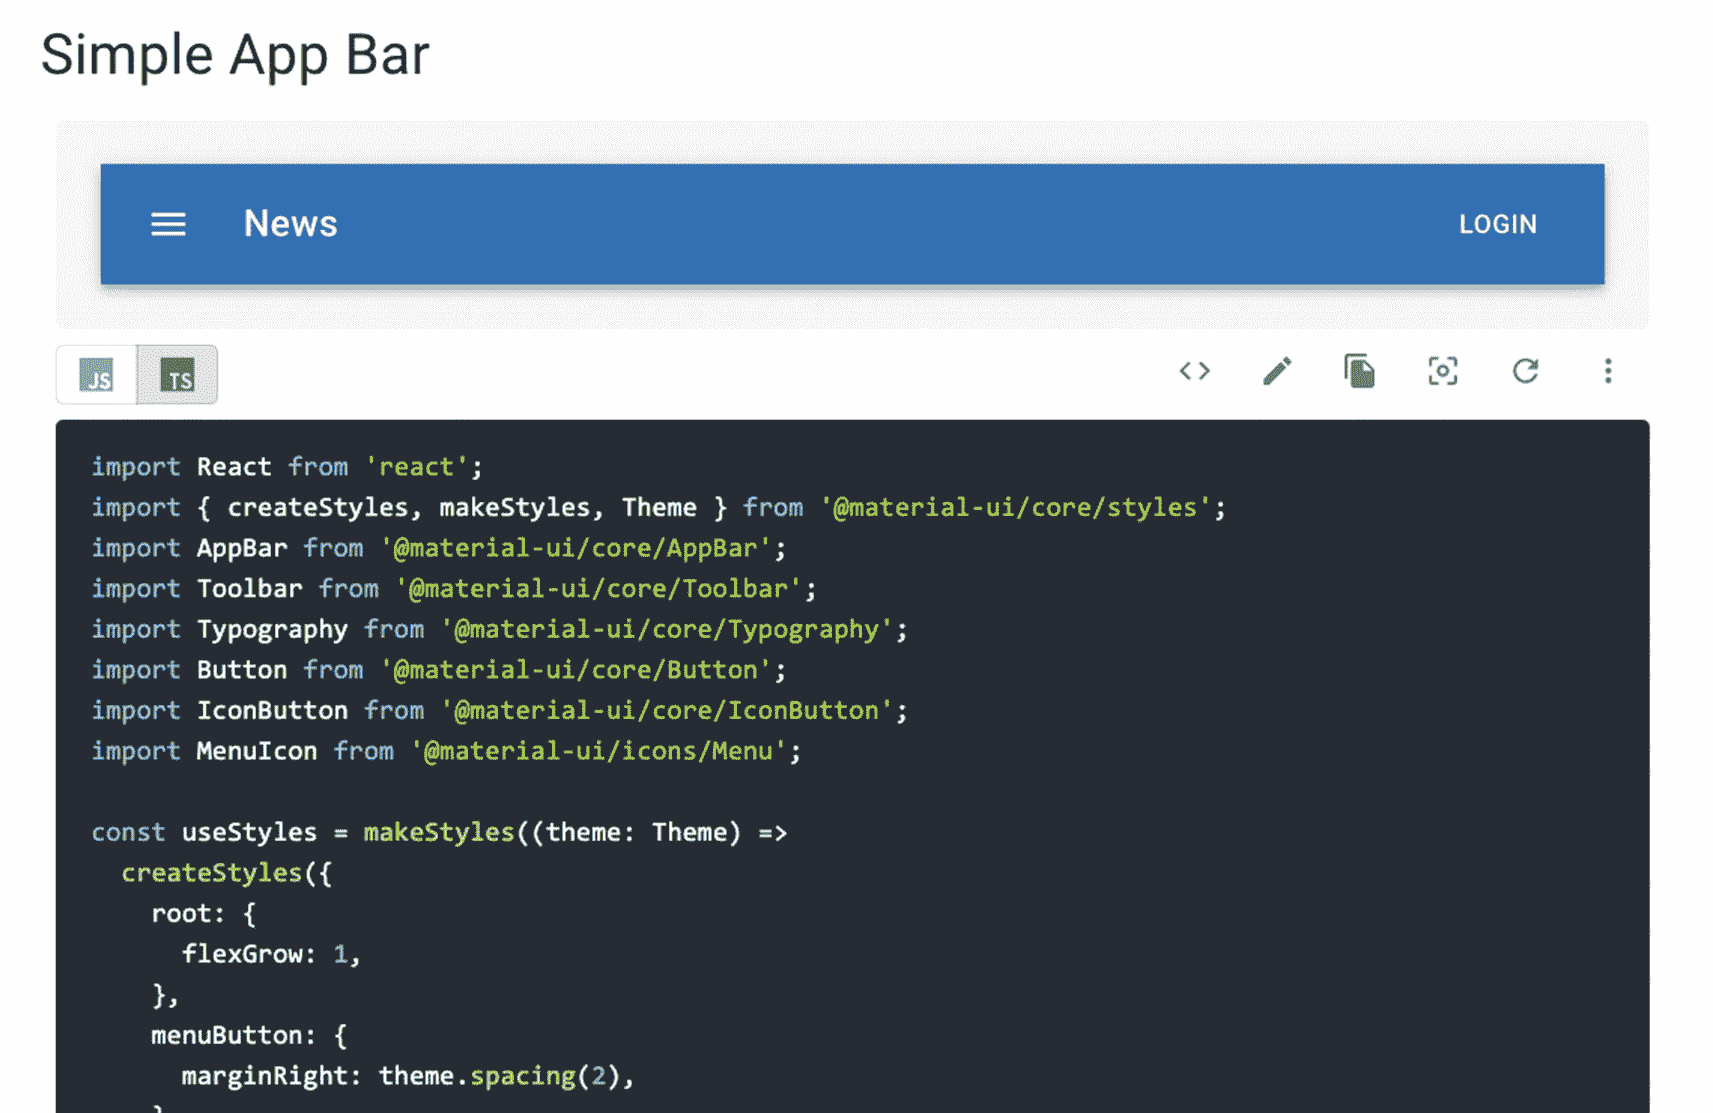 Simple App Bar
News
LOGIN
JS
TS
import React from 'react';
import { createStyles, makeStyles, Theme } from '@material-ui/core/styles';
import AppBar from '@material-ui/core/AppBar';
import Toolbar from '@material-ui/core/Toolbar';
import Typography from '@material-ui/core/Typography';
import Button from '@material-ui/core/Button';
import IconButton from '@material-ui/core/IconButton';
import MenuIcon from '@material-ui/icons/Menu';
const useStyles = makeStyles((theme: Theme) =>
  createStyles({
    root: {
      flexGrow: 1,
    },
    menuButton: {
      marginRight: theme.spacing(2),